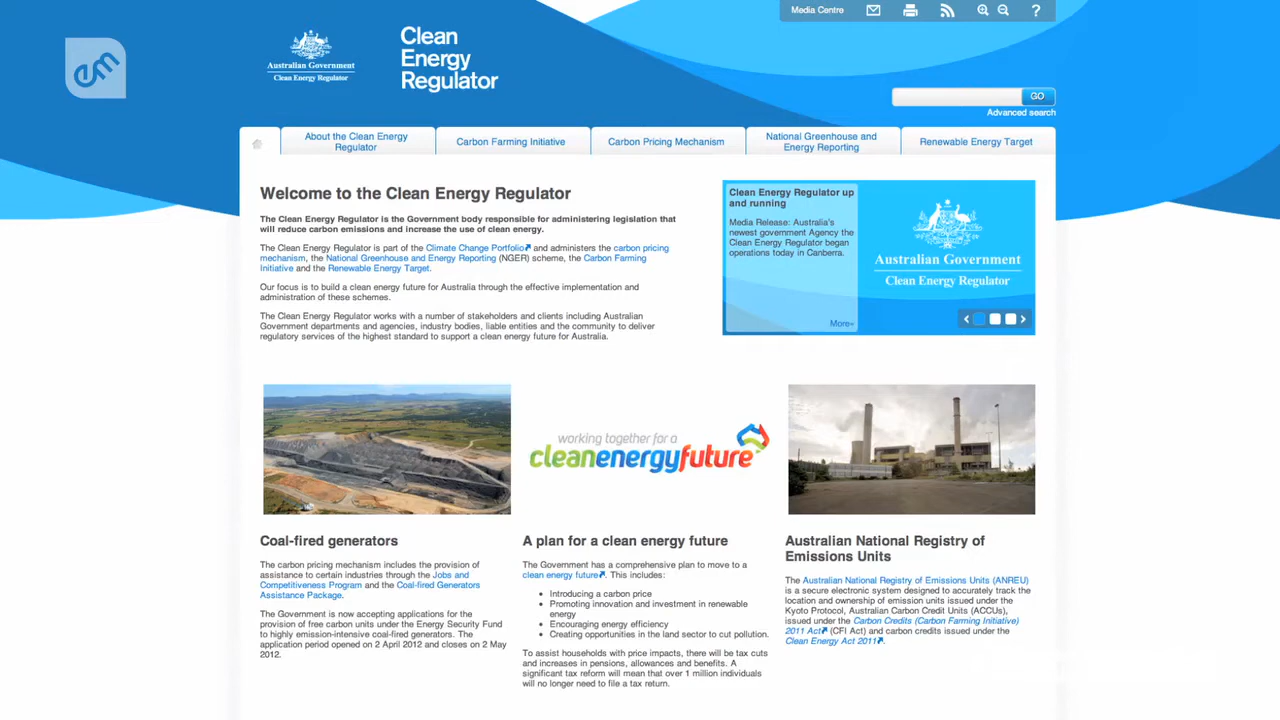 Media Centre
?
em
Australian Government
Clean Energy Regulator
Clean
Energy
Regulator
GO
Advanced search
About the Clean Energy
Regulator
Carbon Farming Initiative
Carbon Pricing Mechanism
National Greenhouse and
Energy Reporting
Renewable Energy Target
Welcome to the Clean Energy Regulator
The Clean Energy Regulator is the Government body responsible for administering legislation that
will reduce carbon emissions and increase the use of clean energy.
The Clean Energy Regulator is part of the Climate Change Portfolio and administers the carbon pricing
mechanism, the National Greenhouse and Energy Reporting (NGER) scheme, the Carbon Farming
Initiative and the Renewable Energy Target.
Our focus is to build a clean energy future for Australia through the effective implementation and
administration of these schemes.
The Clean Energy Regulator works with a number of stakeholders and clients including Australian
Government departments and agencies, industry bodies, liable entities and the community to deliver
regulatory services of the highest standard to support a clean energy future for Australia.
Clean Energy Regulator up
and running
Media Release: Australia's
newest government Agency the
Clean Energy Regulator began
operations today in Canberra.
More»
Australian Government
Clean Energy Regulator
working together for a
cleanenergyfuture
Coal-fired generators
The carbon pricing mechanism includes the provision of
assistance to certain industries through the Jobs and
Competitiveness Program and the Coal-fired Generators
Assistance Package.
The Government is now accepting applications for the
provision of free carbon units under the Energy Security Fund
to highly emission-intensive coal-fired generators. The
application period opened on 2 April 2012 and closes on 2 May
2012.
A plan for a clean energy future
The Government has a comprehensive plan to move to a
clean energy future. This includes:
• Introducing a carbon price
• Promoting innovation and investment in renewable
energy
• Encouraging energy efficiency
• Creating opportunities in the land sector to cut pollution.
To assist households with price impacts, there will be tax cuts
and increases in pensions, allowances and benefits. A
significant tax reform will mean that over 1 million individuals
will no longer need to file a tax return.
Australian National Registry of
Emissions Units
The Australian National Registry of Emissions Units (ANREU)
is a secure electronic system designed to accurately track the
location and ownership of emission units issued under the
Kyoto Protocol, Australian Carbon Credit Units (ACCUs),
issued under the Carbon Credits (Carbon Farming Initiative)
2011 Act (CFI Act) and carbon credits issued under the
Clean Energy Act 2011.